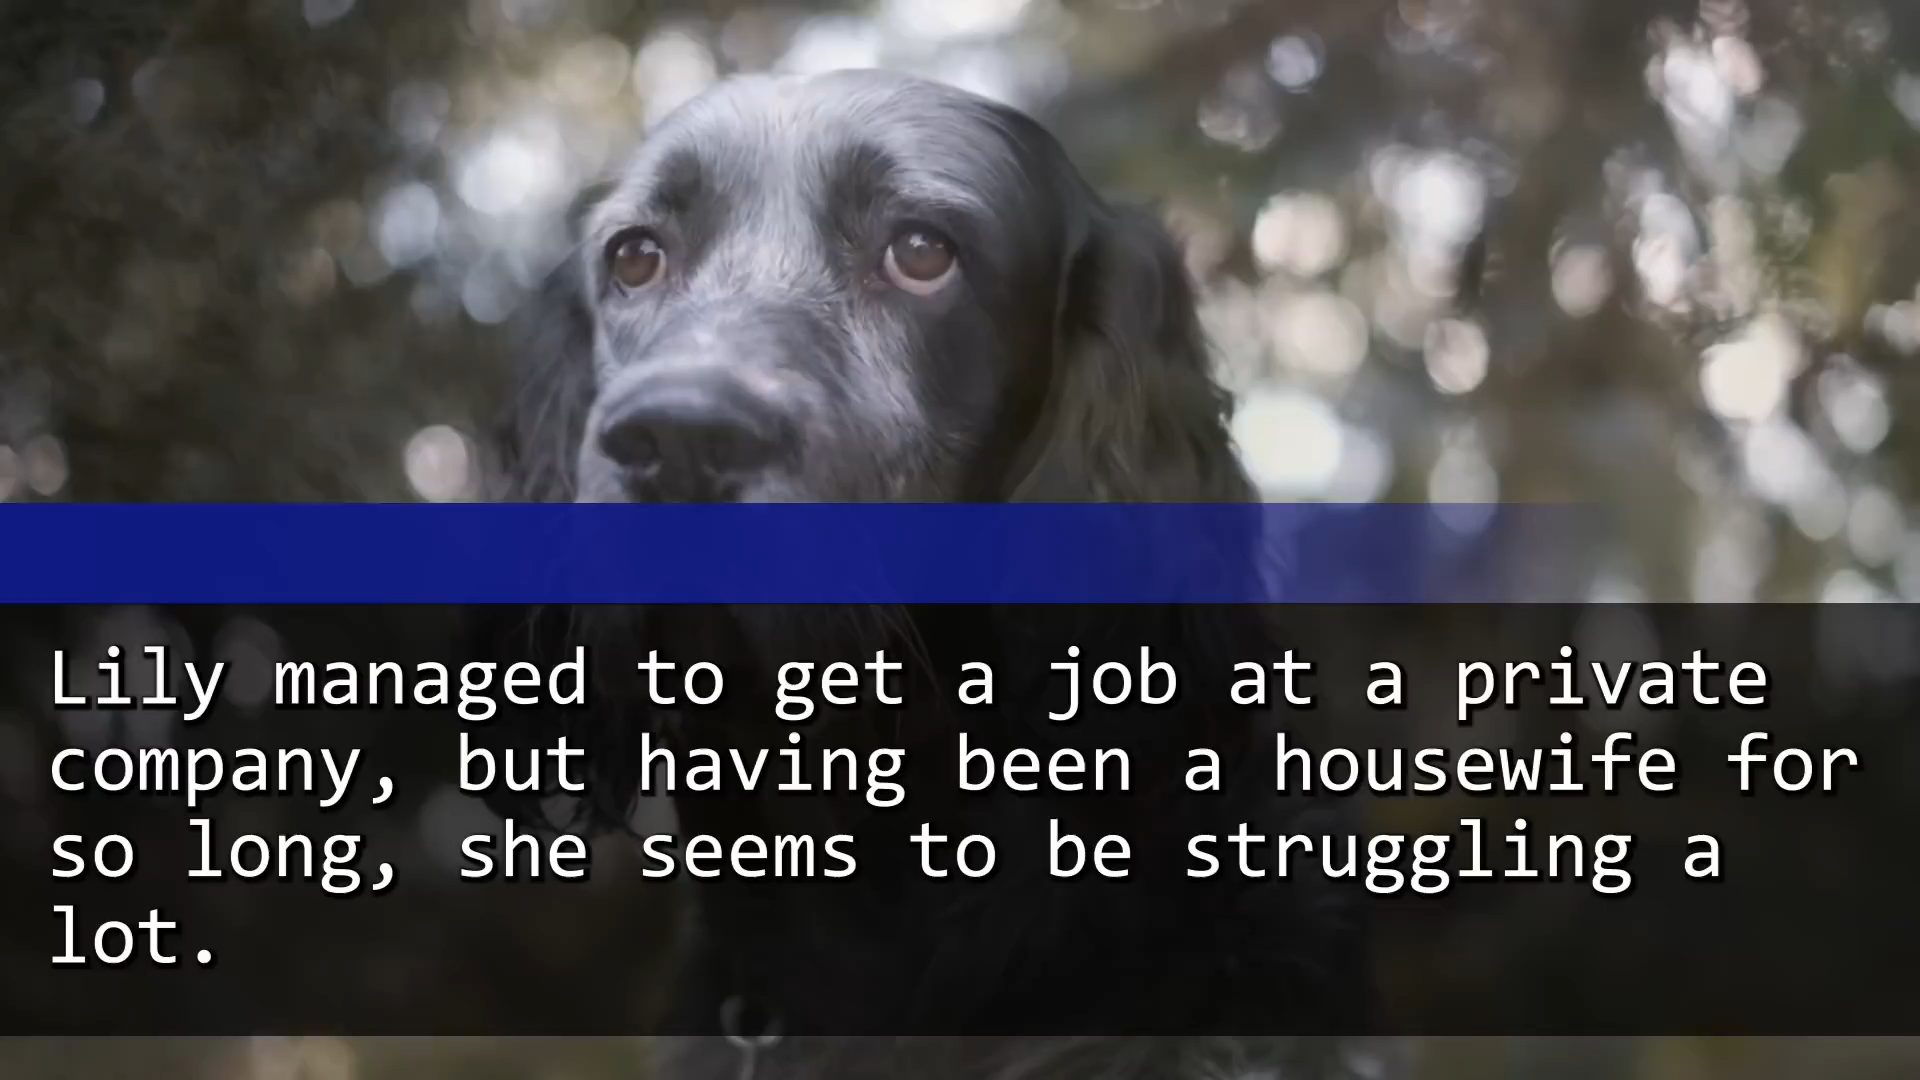 Lily managed to get a job at a private
company, but having been a housewife for
so long, she seems to be struggling a
lot.